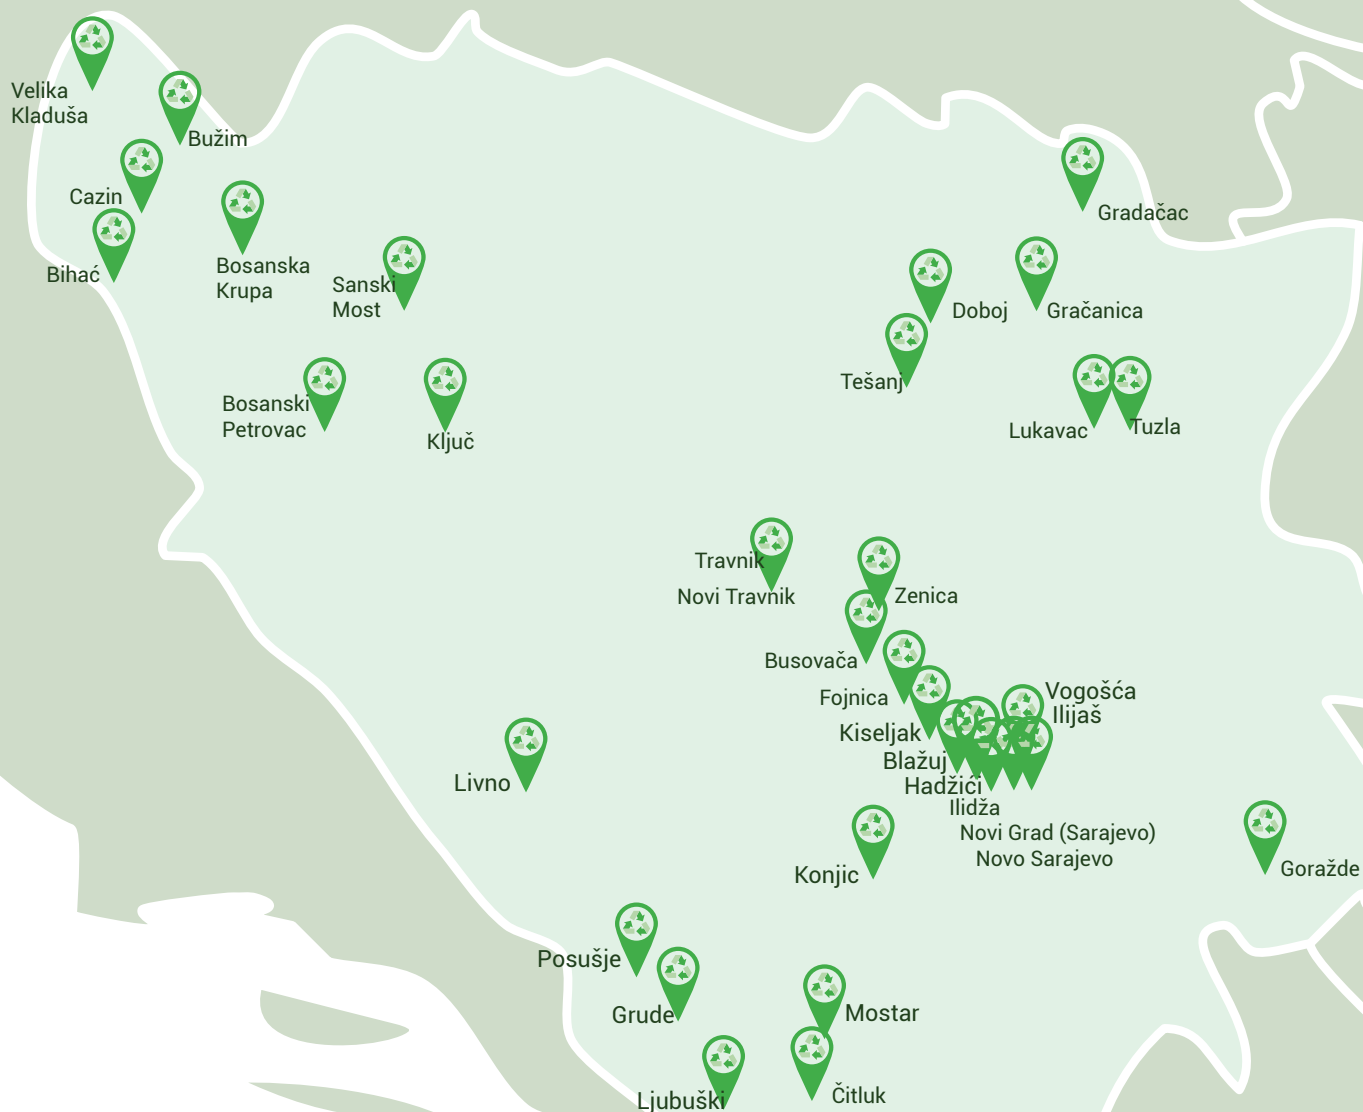 Velika
Kladuša
Bužim
Cazin
Bihać
Bosanska
Krupa
Sanski
Most
Bosanski
Petrovac
Ključ
Gradačac
Doboj
Gračanica
Tešanj
Lukavac
Tuzla
Travnik
Novi Travnik
Zenica
Busovača
Fojnica
Kiseljak
Vogošća
Ilijaš
Blažuj
Hadžići
Ilidža
Novi Grad (Sarajevo)
Novo Sarajevo
Livno
Konjic
Goražde
Posušje
Grude
Mostar
Ljubuški
Čitluk